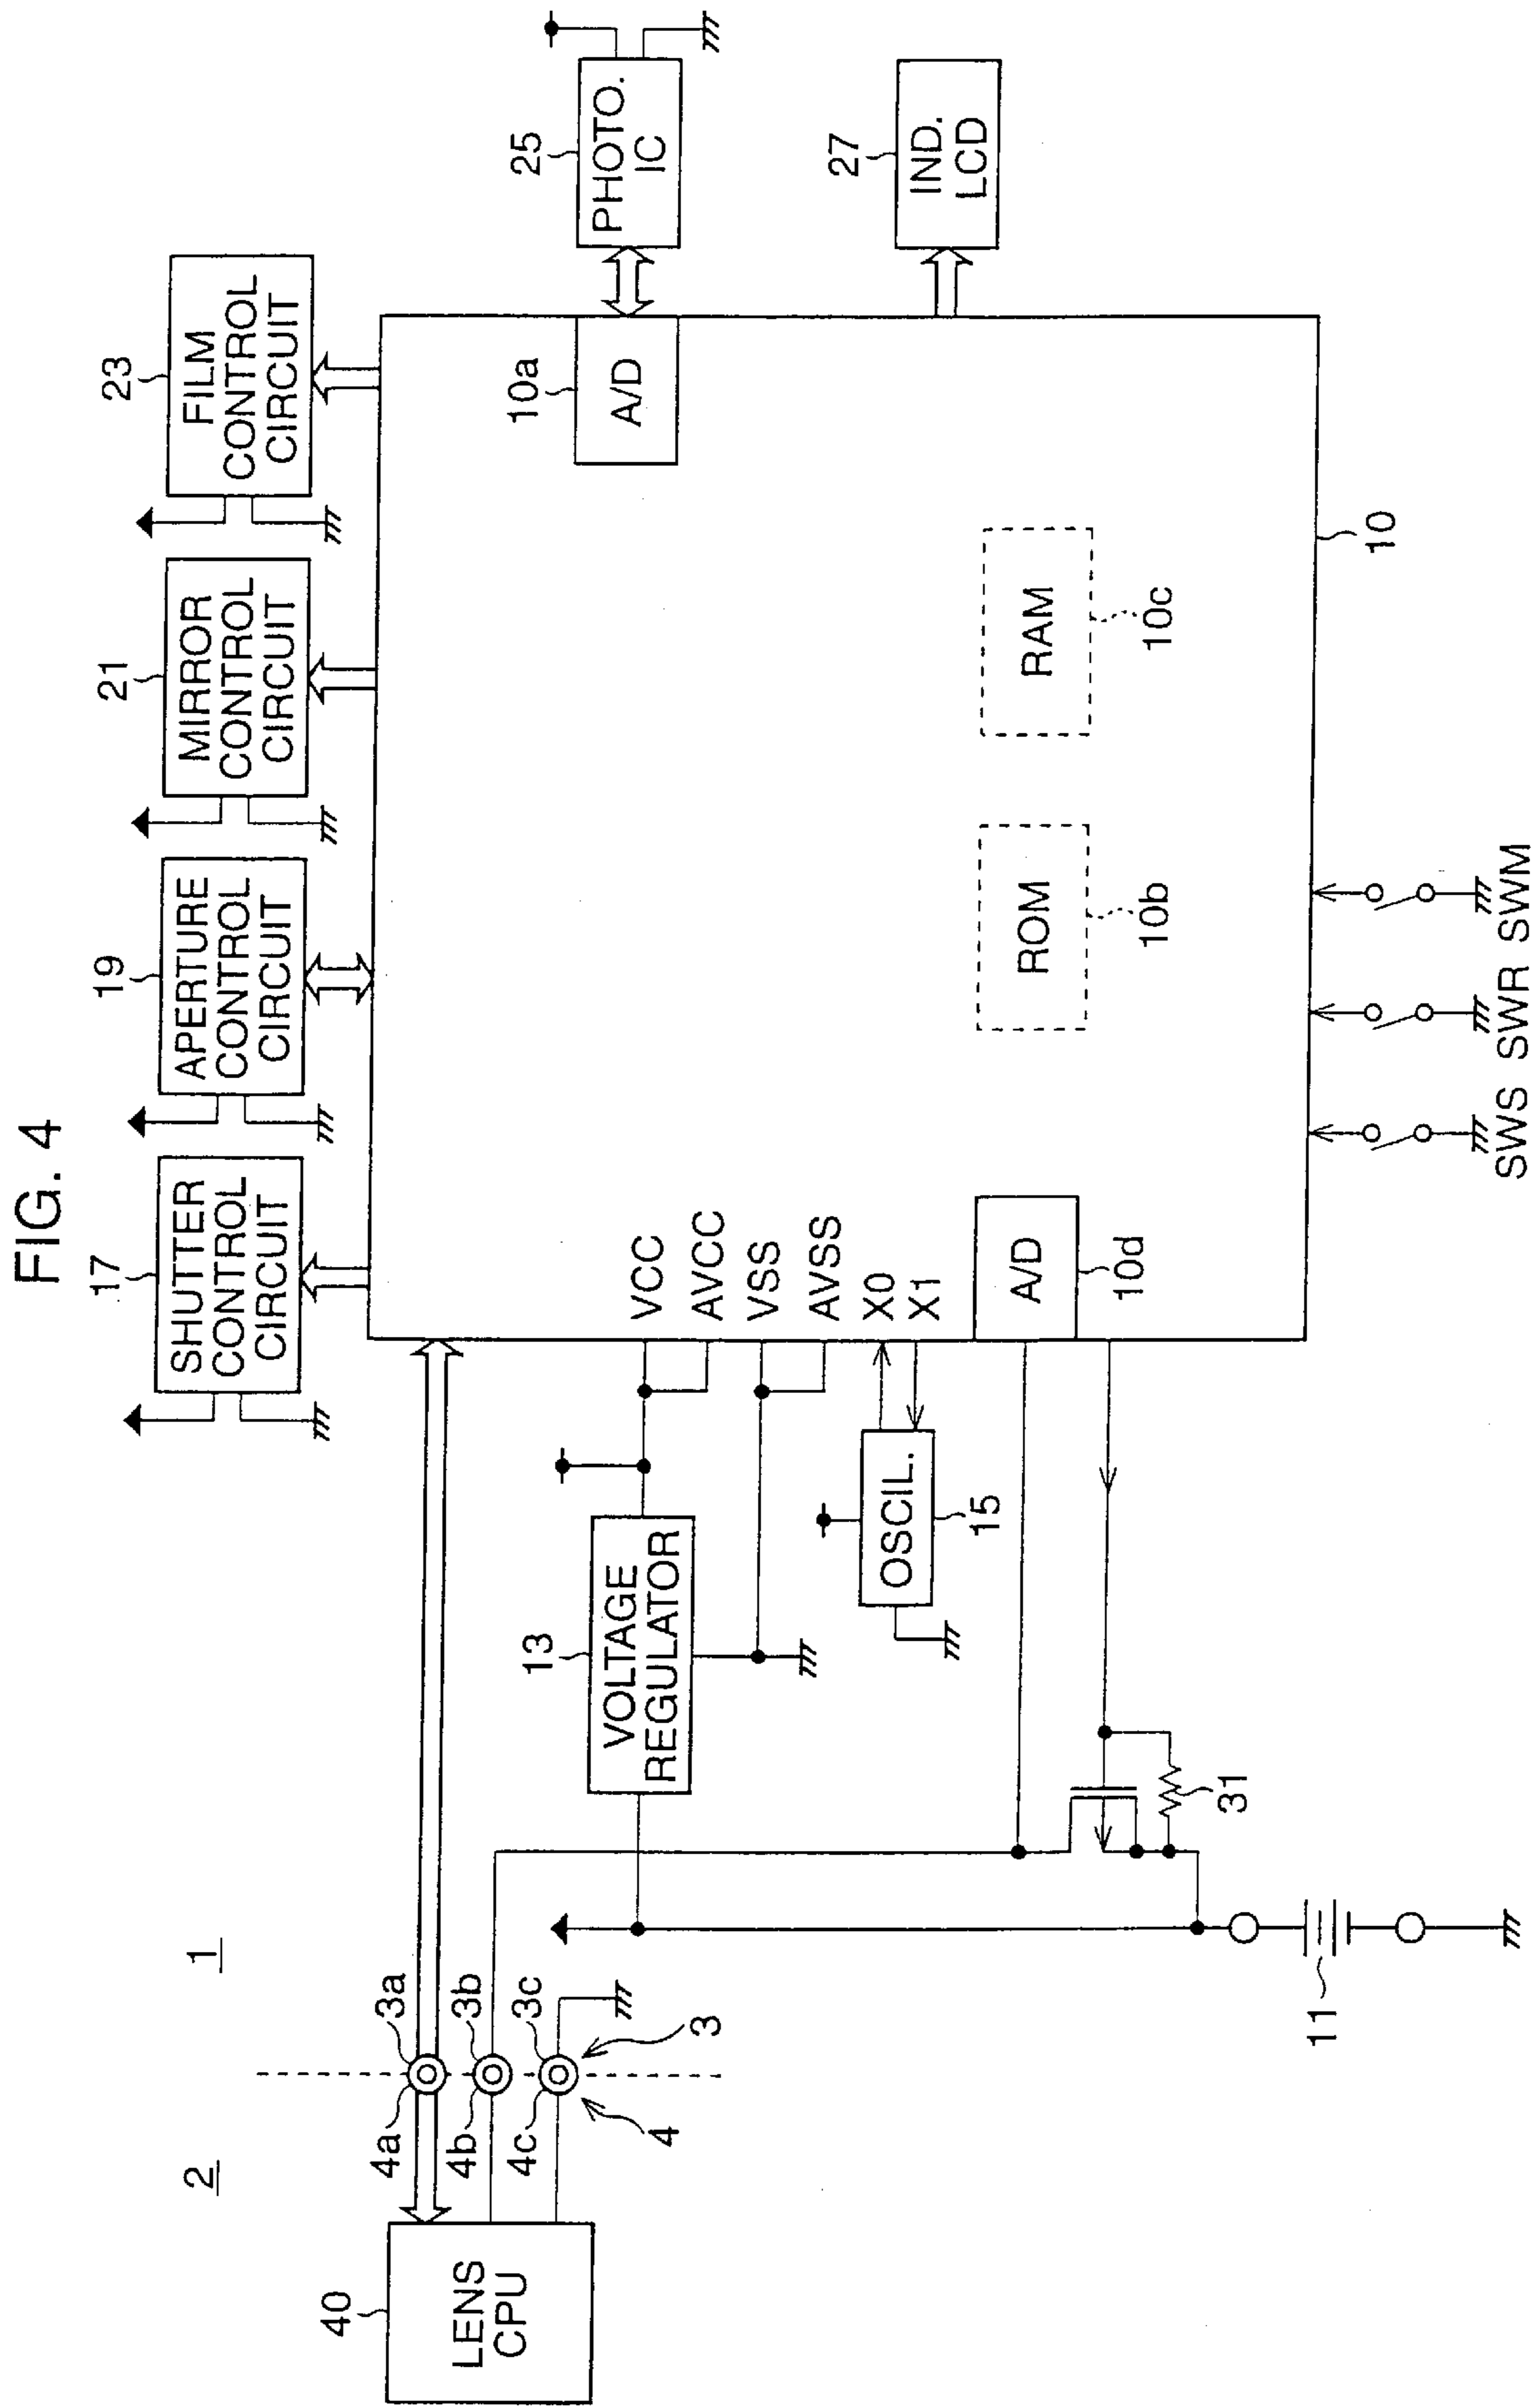 FIG. 4
17
SHUTTER
CONTROL
CIRCUIT
19
APERTURE
CONTROL
CIRCUIT
21
MIRROR
CONTROL
CIRCUIT
23
FILM
CONTROL
CIRCUIT
2
1
40
LENS
CPU
4a
3a
4b
3b
4c
3c
4
3
13
VOLTAGE
REGULATOR
VCC
AVCC
VSS
AVSS
X0
X1
OSCIL.
15
A/D
10d
10a
A/D
25
PHOTO.
IC
27
IND.
LCD
ROM
10b
RAM
10c
31
11
10
SWS SWR SWM